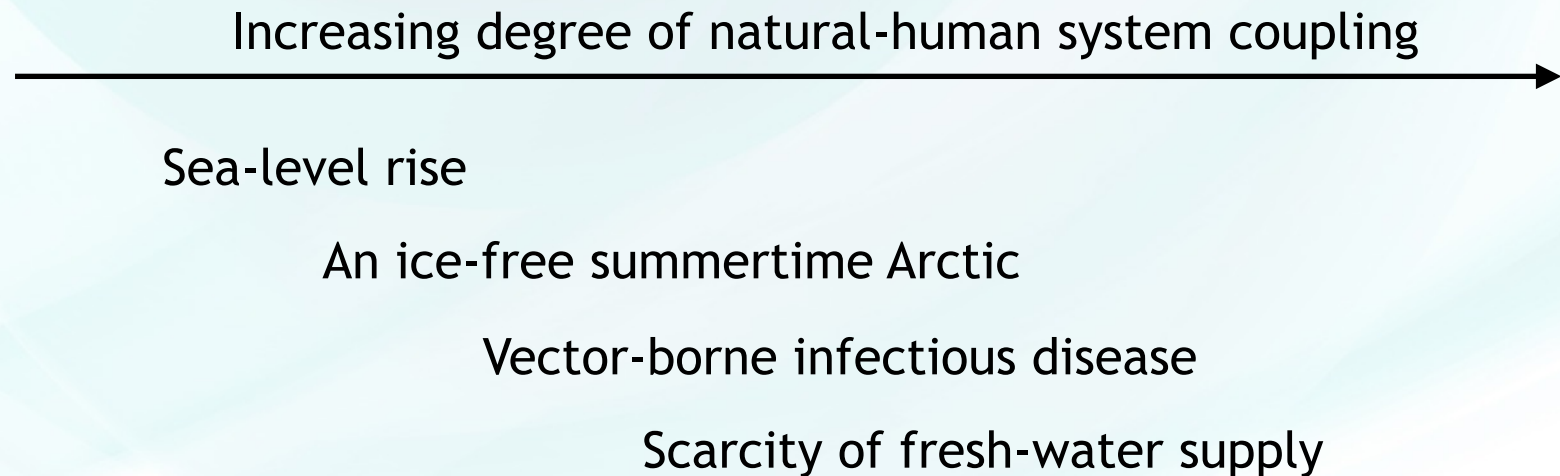 Increasing degree of natural-human system coupling
Sea-level rise
An ice-free summertime Arctic
Vector-borne infectious disease
Scarcity of fresh-water supply